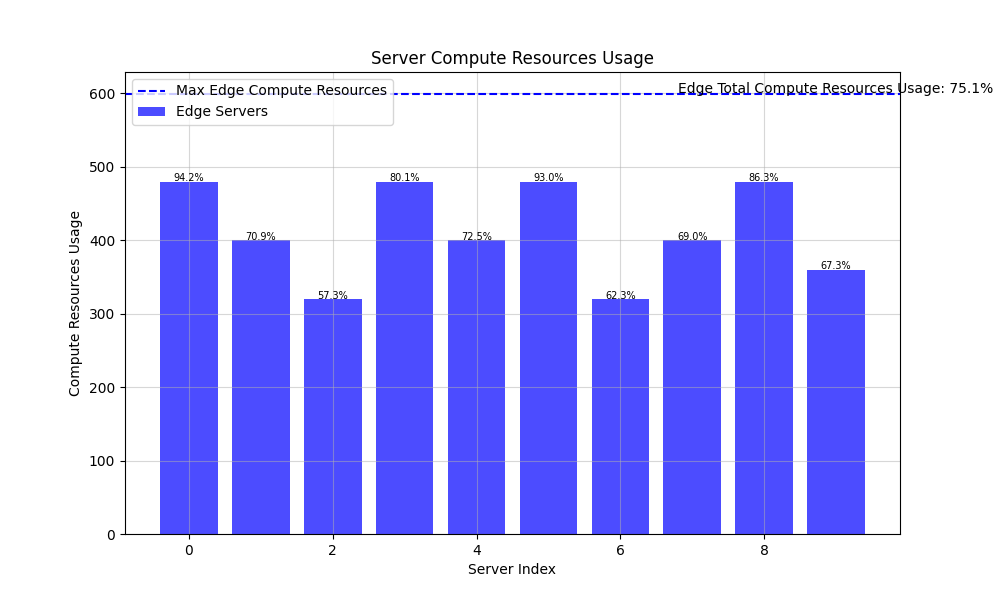 Server Compute Resources Usage
Max Edge Compute Resources
Edge Servers
Edge Total Compute Resources Usage: 75.1%
600
500
400
300
200
100
0
Compute Resources Usage
94.2%
70.9%
57.3%
80.1%
72.5%
93.0%
62.3%
69.0%
86.3%
67.3%
0 2 4 6 8
Server Index